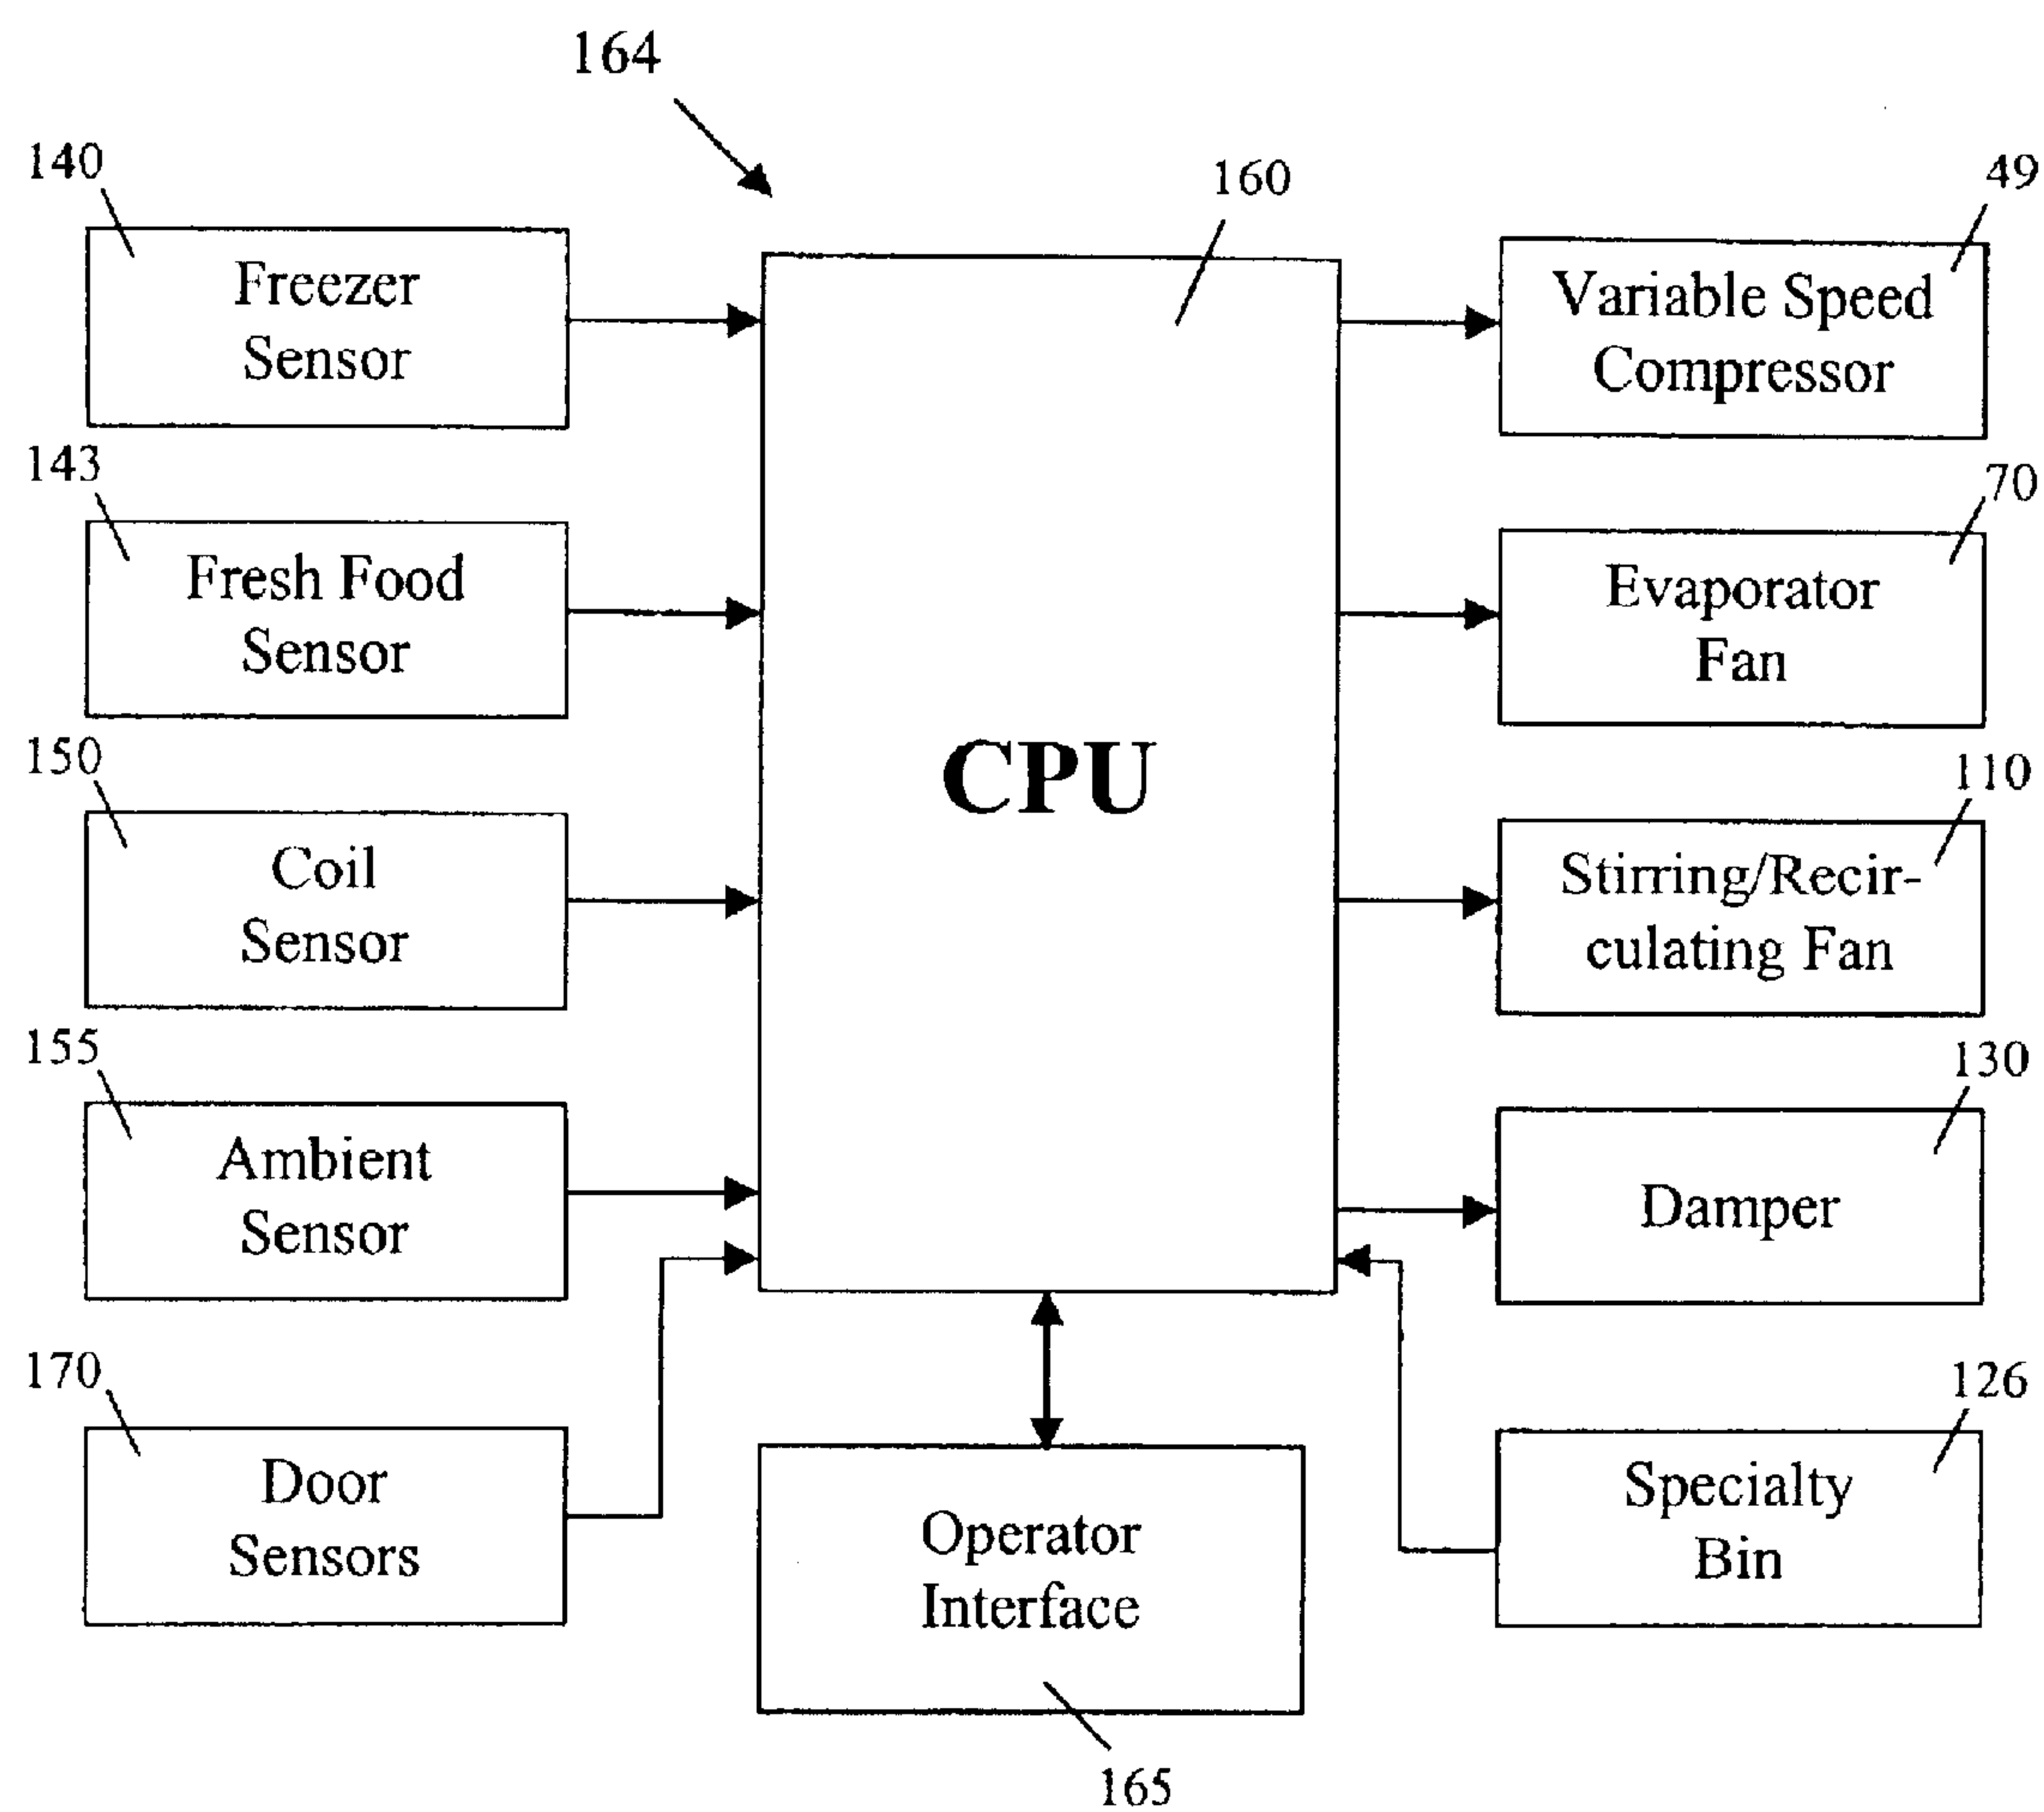 164
140
160
49
Freezer
Sensor
Variable Speed
Compressor
143
70
Fresh Food
Sensor
Evaporator
Fan
CPU
150
110
Coil
Sensor
Stirring/Recir-
culating Fan
155
130
Ambient
Sensor
Damper
170
126
Door
Sensors
Operator
Interface
Specialty
Bin
165